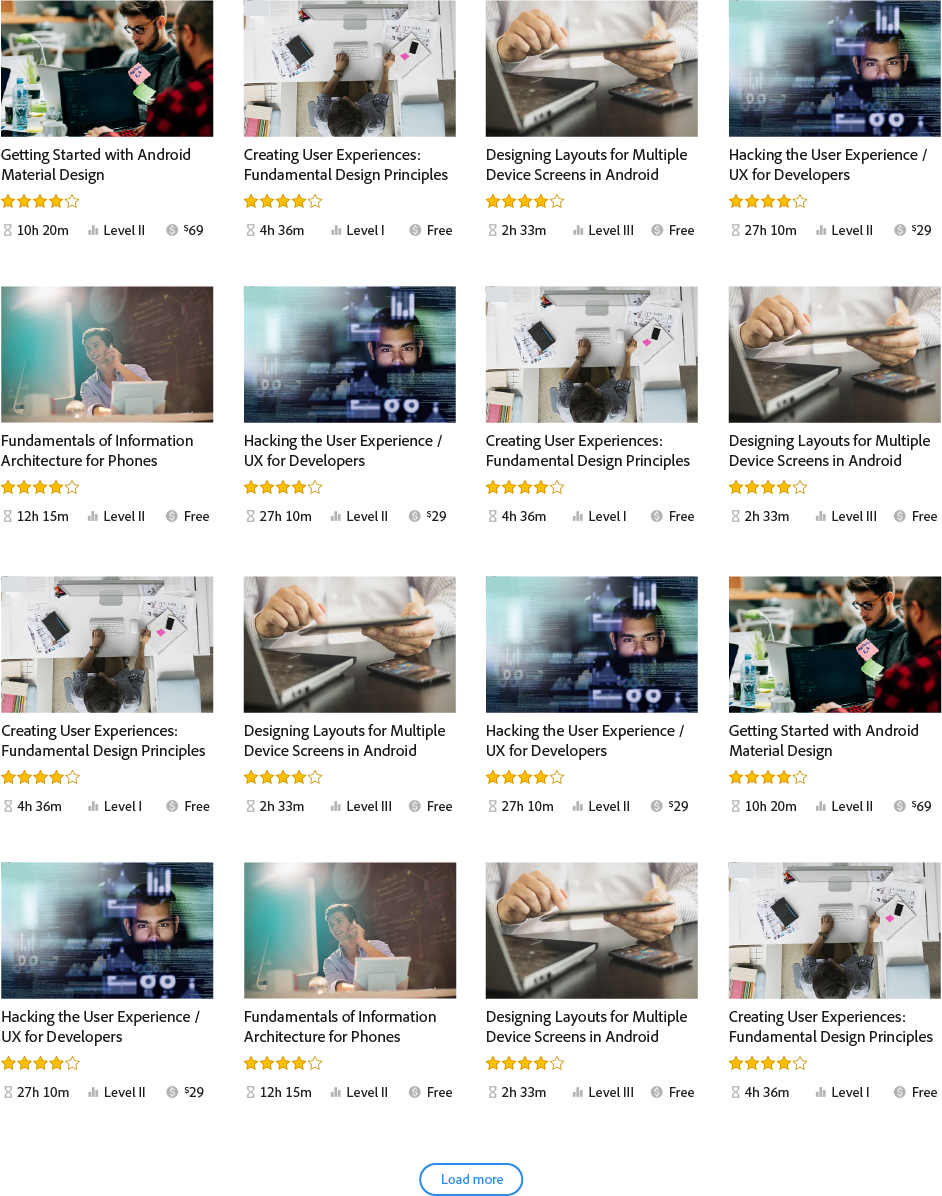 Getting Started with Android
Material Design
10h 20m Level II $69
Creating User Experiences:
Fundamental Design Principles
4h 36m Level I Free
Designing Layouts for Multiple
Device Screens in Android
2h 33m Level III Free
Hacking the User Experience /
UX for Developers
27h 10m Level II $29
Fundamentals of Information
Architecture for Phones
12h 15m Level II Free
Hacking the User Experience /
UX for Developers
27h 10m Level II $29
Creating User Experiences:
Fundamental Design Principles
4h 36m Level I Free
Designing Layouts for Multiple
Device Screens in Android
2h 33m Level III Free
Creating User Experiences:
Fundamental Design Principles
4h 36m Level I Free
Designing Layouts for Multiple
Device Screens in Android
2h 33m Level III Free
Hacking the User Experience /
UX for Developers
27h 10m Level II $29
Getting Started with Android
Material Design
10h 20m Level II $69
Hacking the User Experience /
UX for Developers
27h 10m Level II $29
Fundamentals of Information
Architecture for Phones
12h 15m Level II Free
Designing Layouts for Multiple
Device Screens in Android
2h 33m Level III Free
Creating User Experiences:
Fundamental Design Principles
4h 36m Level I Free
Load more